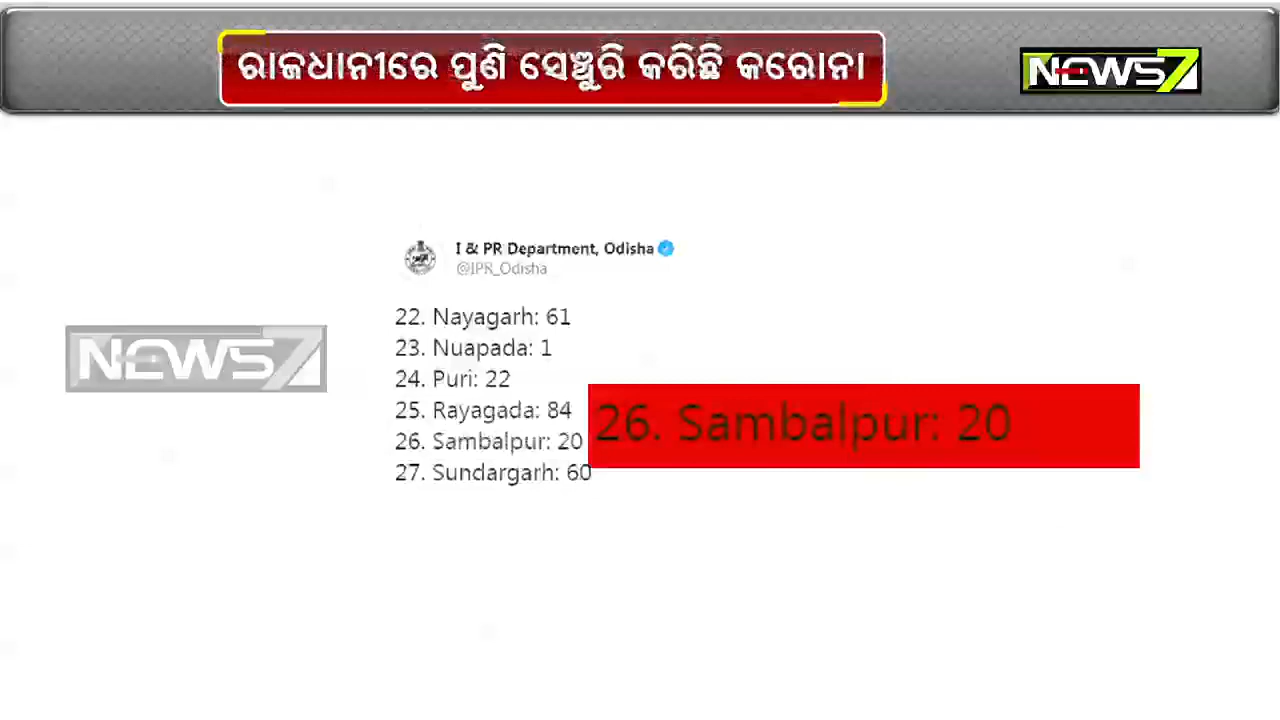 ରାଜଧାନୀରେ ପୁଣି ସେଞ୍ଚୁରି କରିଛି କରୋନା
NEWS7
I & PR Department, Odisha
@IPR_Odisha
22. Nayagarh: 61
23. Nuapada: 1
24. Puri: 22
25. Rayagada: 84
26. Sambalpur: 20
27. Sundargarh: 60
26. Sambalpur: 20
NEWS7